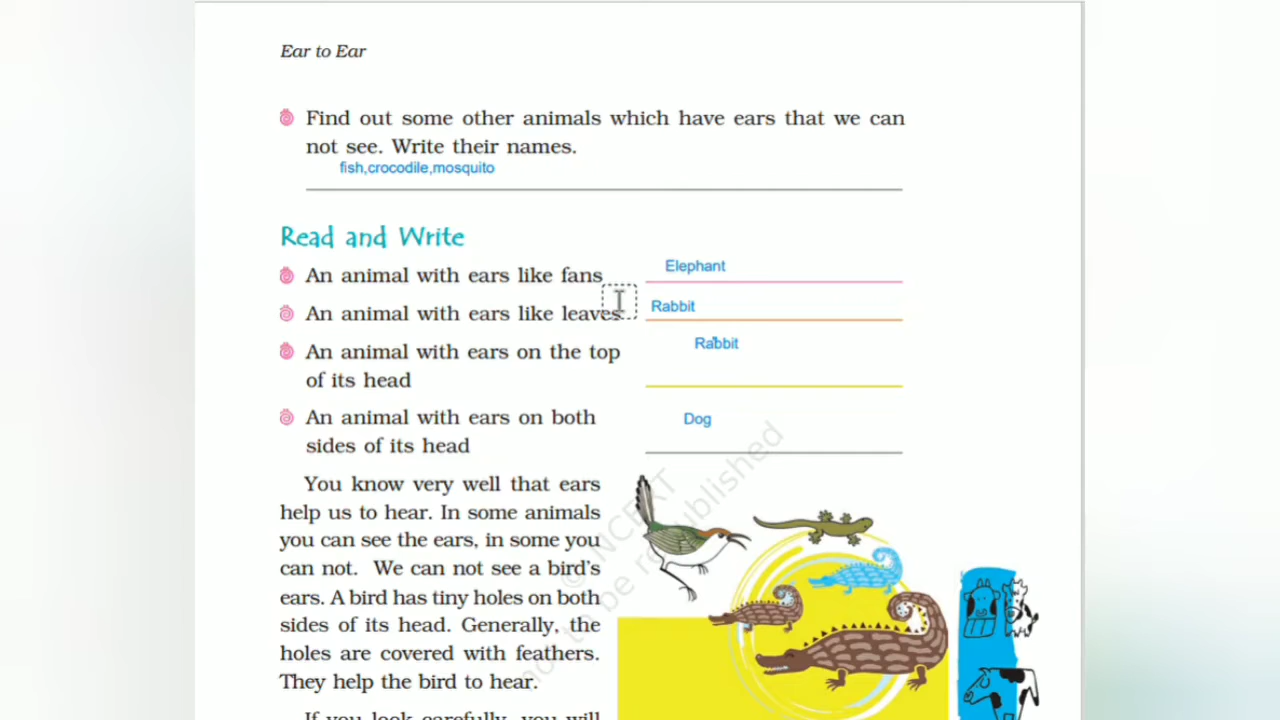 Ear to Ear
Find out some other animals which have ears that we can
not see. Write their names.
fish,crocodile,mosquito
Read and Write
An animal with ears like fans
Elephant
An animal with ears like leaves
Rabbit
An animal with ears on the top
of its head
Rabbit
An animal with ears on both
sides of its head
Dog
You know very well that ears
help us to hear. In some animals
you can see the ears, in some you
can not. We can not see a bird's
ears. A bird has tiny holes on both
sides of its head. Generally, the
holes are covered with feathers.
They help the bird to hear.
If you look carefully, you will
© NCERT
not to be republished